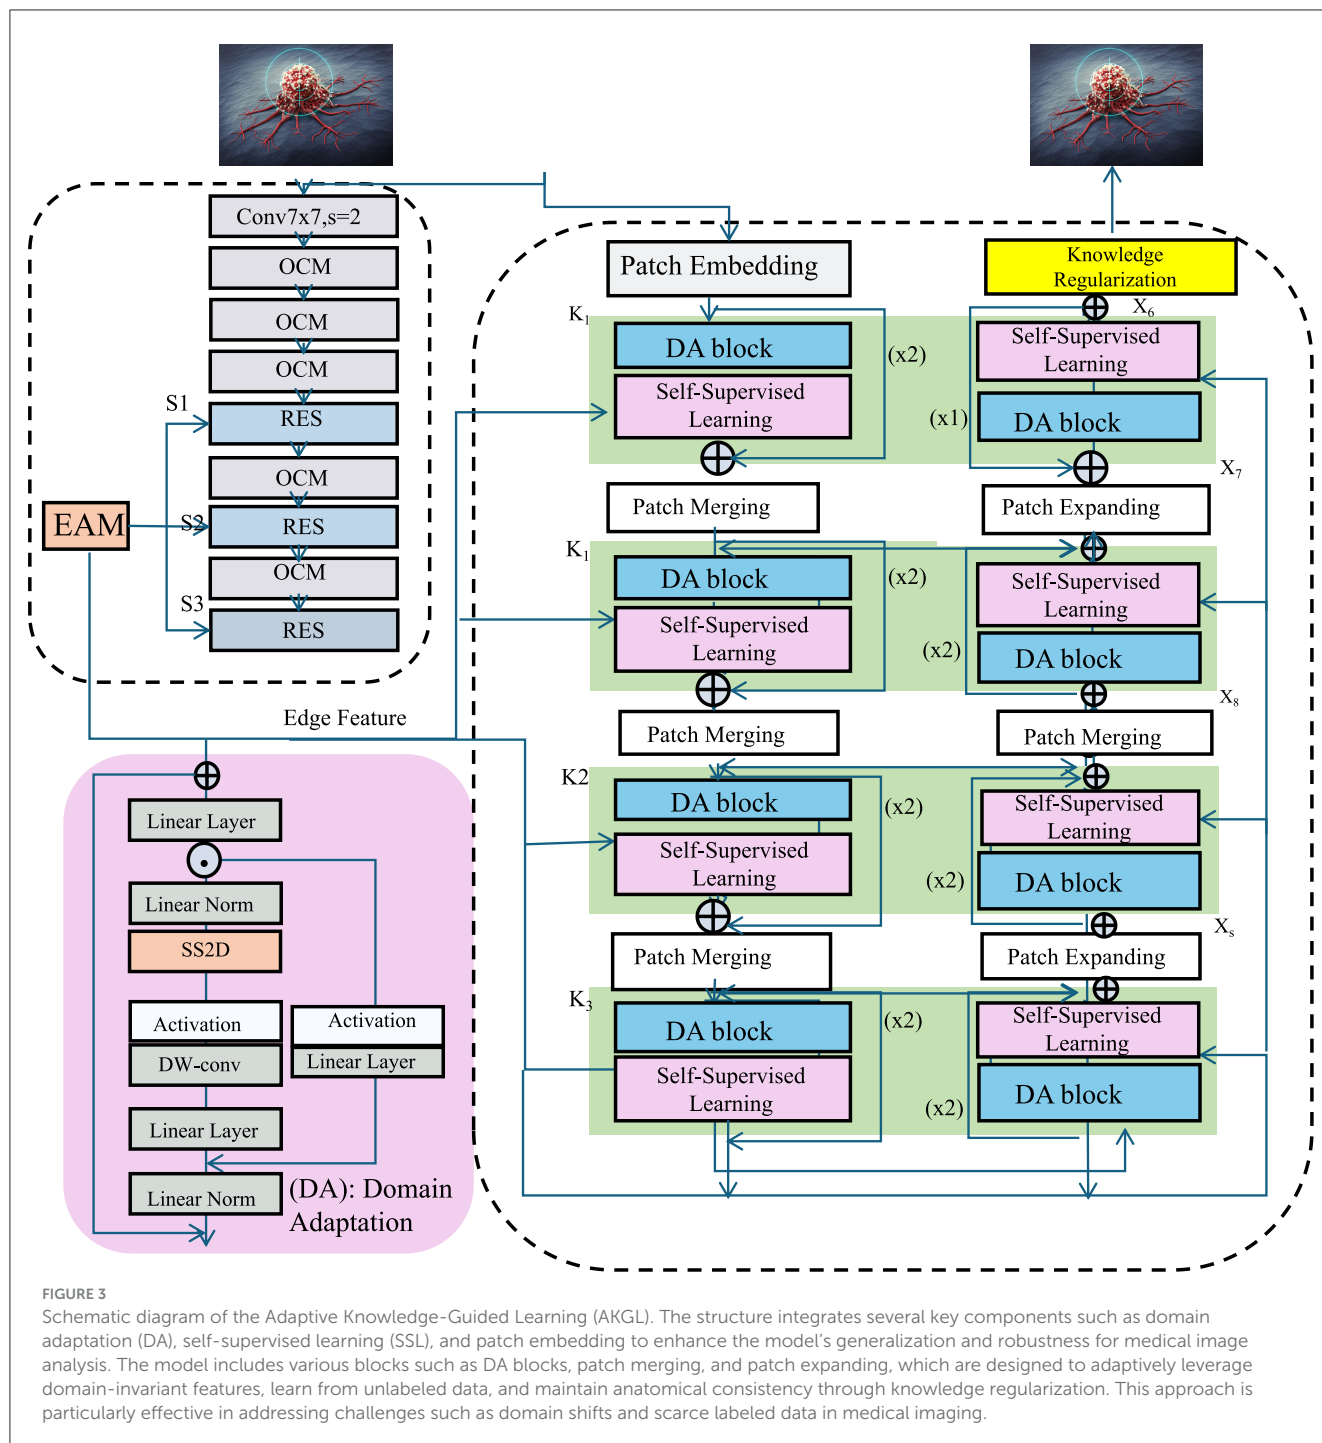 Conv7x7,s=2
OCM
OCM
OCM
S1
RES
OCM
EAM
S2
RES
OCM
S3
RES
Edge Feature
Linear Layer
Linear Norm
SS2D
Activation
Activation
DW-conv
Linear Layer
Linear Layer
Linear Norm
(DA): Domain
Adaptation
Patch Embedding
K1
DA block
(x2)
Self-Supervised
Learning
Patch Merging
K1
DA block
(x2)
Self-Supervised
Learning
Patch Merging
K2
DA block
(x2)
Self-Supervised
Learning
Patch Merging
K3
DA block
(x2)
Self-Supervised
Learning
Knowledge
Regularization
X6
Self-Supervised
Learning
(x1)
DA block
X7
Patch Expanding
Self-Supervised
Learning
(x2)
DA block
X8
Patch Merging
Self-Supervised
Learning
(x2)
DA block
Xs
Patch Expanding
Self-Supervised
Learning
(x2)
DA block
FIGURE 3
Schematic diagram of the Adaptive Knowledge-Guided Learning (AKGL). The structure integrates several key components such as domain
adaptation (DA), self-supervised learning (SSL), and patch embedding to enhance the model's generalization and robustness for medical image
analysis. The model includes various blocks such as DA blocks, patch merging, and patch expanding, which are designed to adaptively leverage
domain-invariant features, learn from unlabeled data, and maintain anatomical consistency through knowledge regularization. This approach is
particularly effective in addressing challenges such as domain shifts and scarce labeled data in medical imaging.